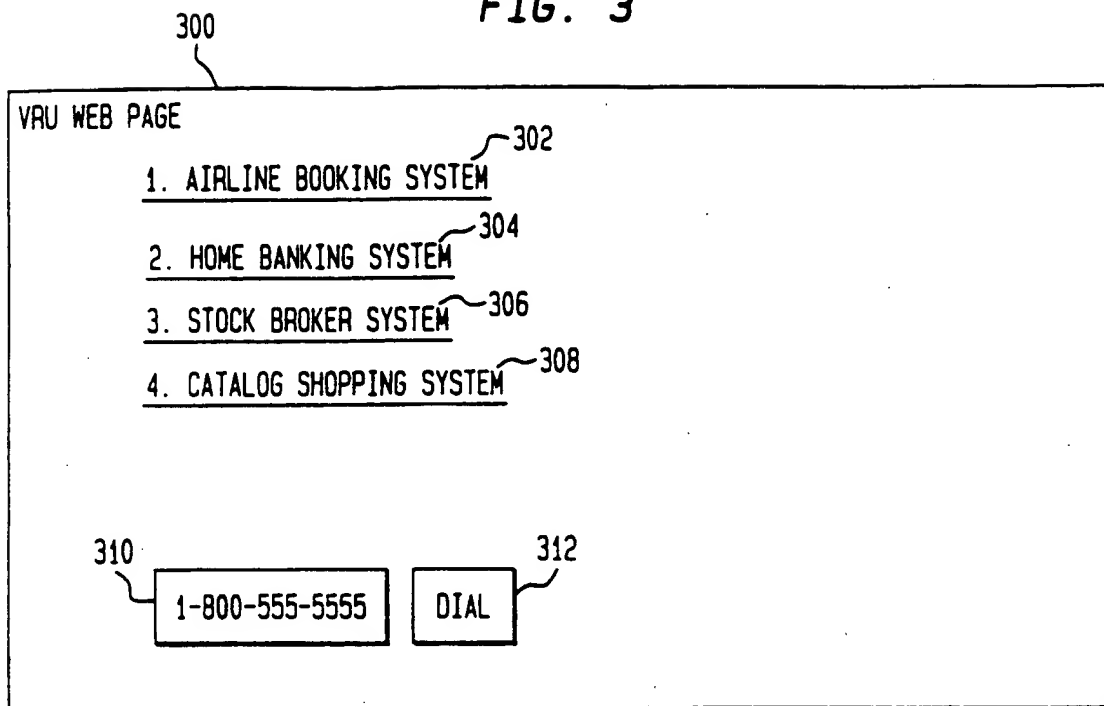 FIG. 3
300
VRU WEB PAGE
302
1. AIRLINE BOOKING SYSTEM
304
2. HOME BANKING SYSTEM
306
3. STOCK BROKER SYSTEM
308
4. CATALOG SHOPPING SYSTEM
310
312
1-800-555-5555
DIAL